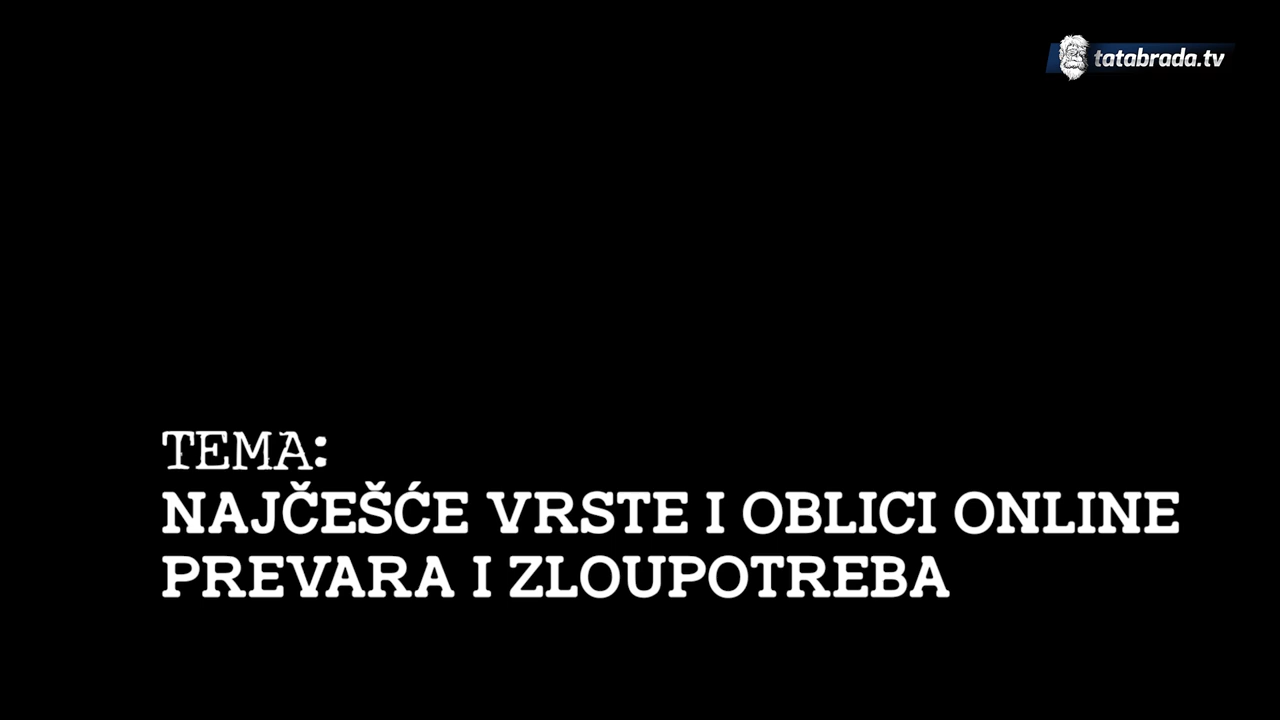 tatabrada.tv
TEMA:
NAJČEŠĆE VRSTE I OBLICI ONLINE
PREVARA I ZLOUPOTREBA